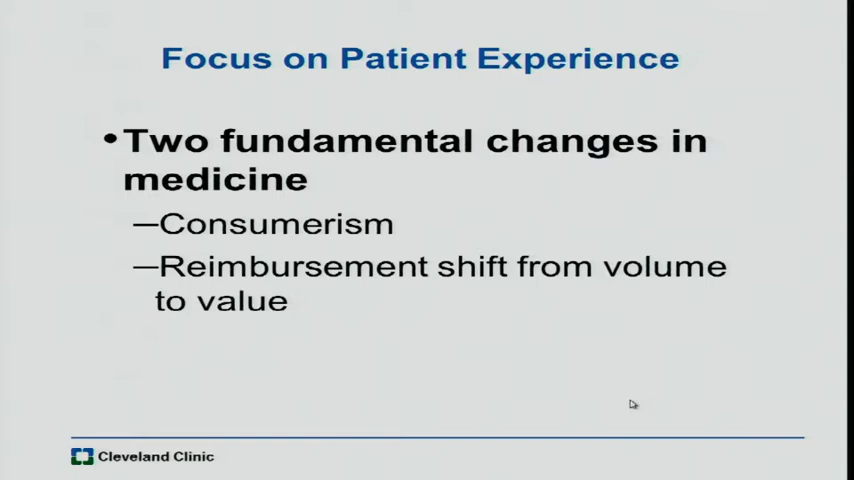 Focus on Patient Experience
•Two fundamental changes in
medicine
—Consumerism
—Reimbursement shift from volume
to value
Cleveland Clinic